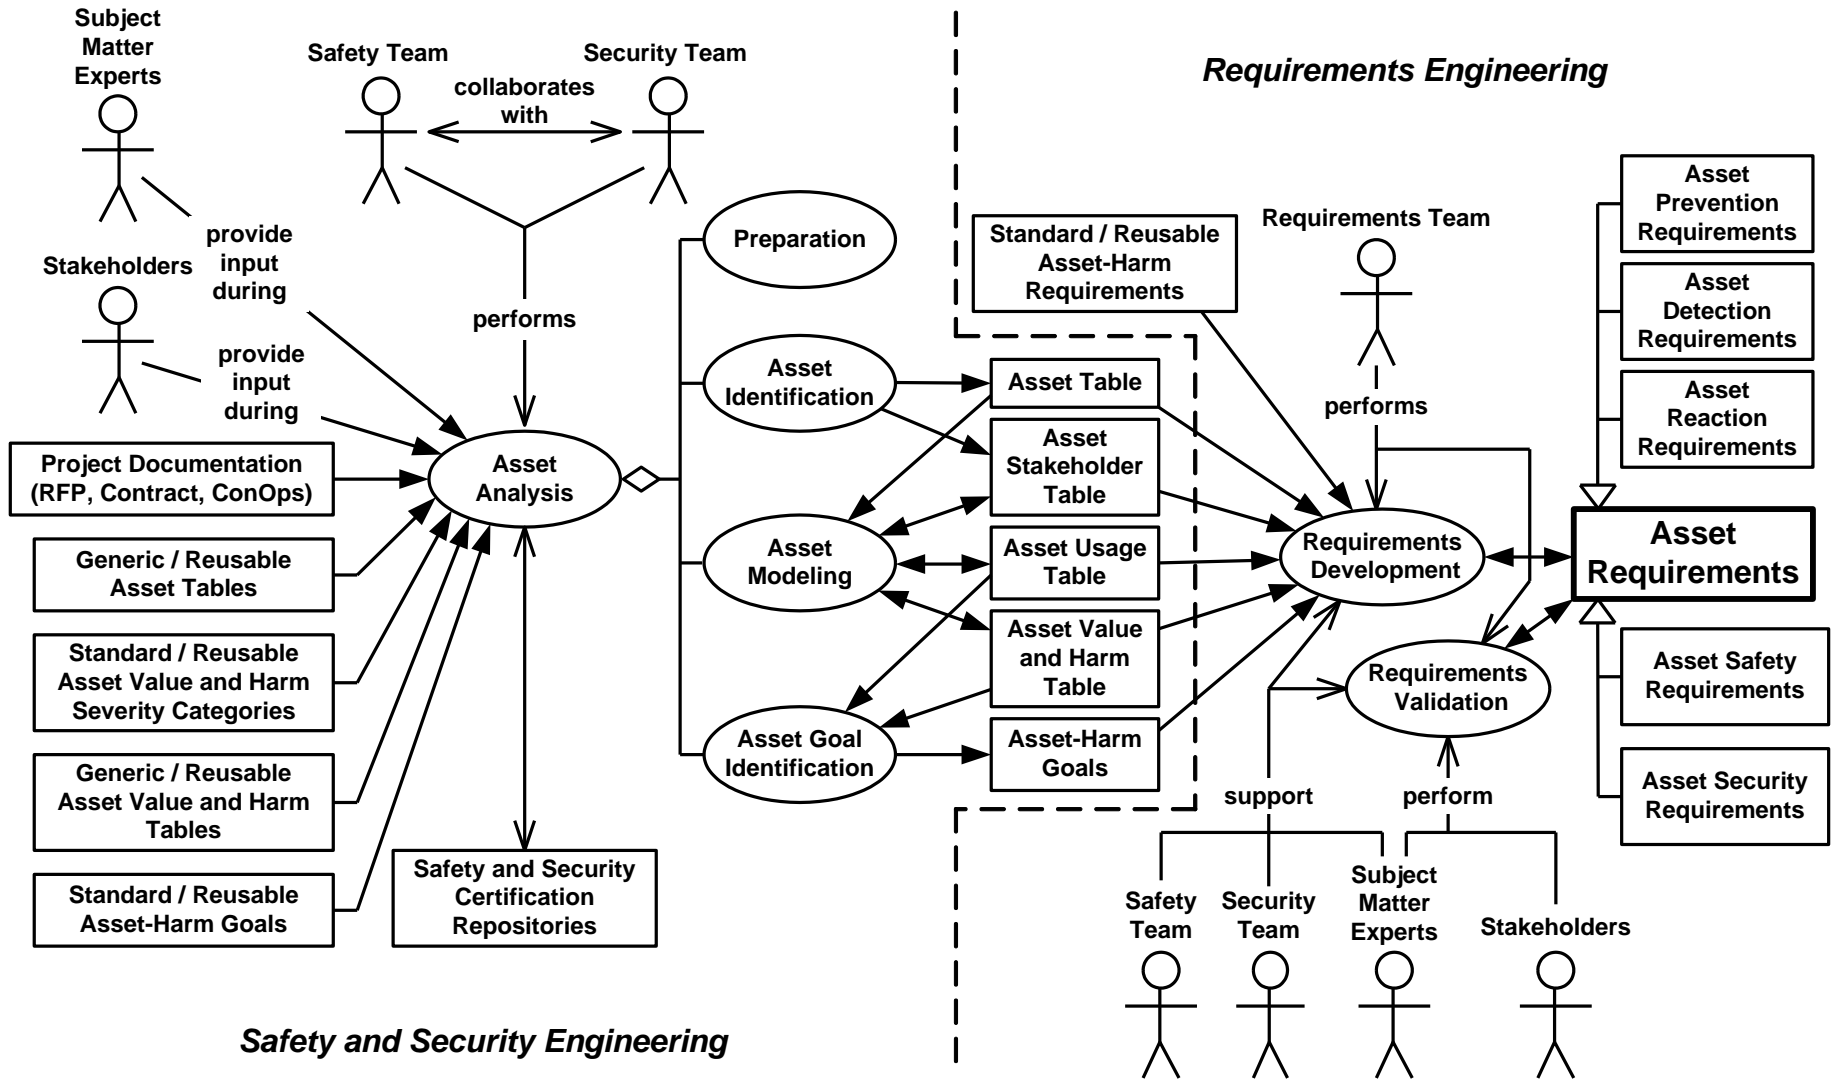 Subject
Matter
Experts
Safety Team
Security Team
collaborates
with
Requirements Engineering
provide
input
during
Stakeholders
provide
input
during
performs
Project Documentation
(RFP, Contract, ConOps)
Generic / Reusable
Asset Tables
Standard / Reusable
Asset Value and Harm
Severity Categories
Generic / Reusable
Asset Value and Harm
Tables
Standard / Reusable
Asset-Harm Goals
Asset
Analysis
Safety and Security
Certification
Repositories
Preparation
Asset
Identification
Asset
Modeling
Asset Goal
Identification
Asset Table
Asset
Stakeholder
Table
Asset Usage
Table
Asset Value
and Harm
Table
Asset-Harm
Goals
Standard / Reusable
Asset-Harm
Requirements
Requirements Team
performs
Requirements
Development
Requirements
Validation
support
perform
Safety
Team
Security
Team
Subject
Matter
Experts
Stakeholders
Asset
Prevention
Requirements
Asset
Detection
Requirements
Asset
Reaction
Requirements
Asset
Requirements
Asset Safety
Requirements
Asset Security
Requirements
Safety and Security Engineering